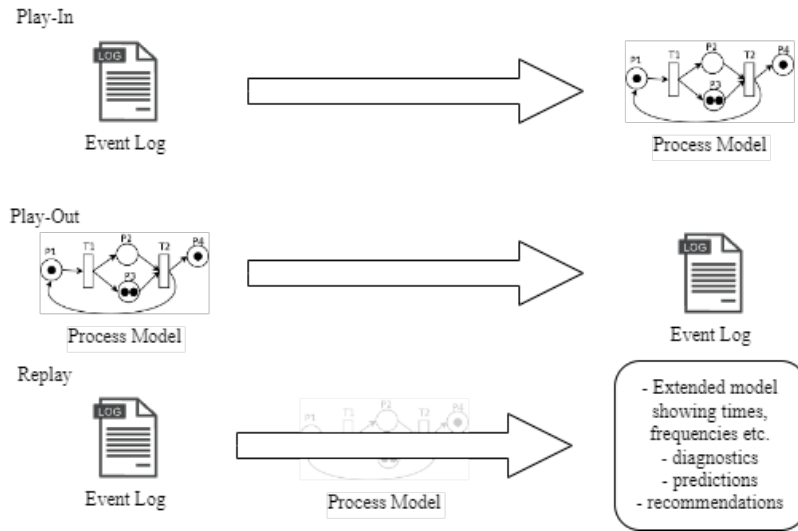 Play-In
LOG
Event Log
P1 T1 P2 P3 T2 P4
Process Model
Play-Out
P1 T1 P2 P3 T2 P4
Process Model
LOG
Event Log
Replay
LOG
Event Log
P1 T1 P2 T2 P4
Process Model
- Extended model
showing times,
frequencies etc.
- diagnostics
- predictions
- recommendations